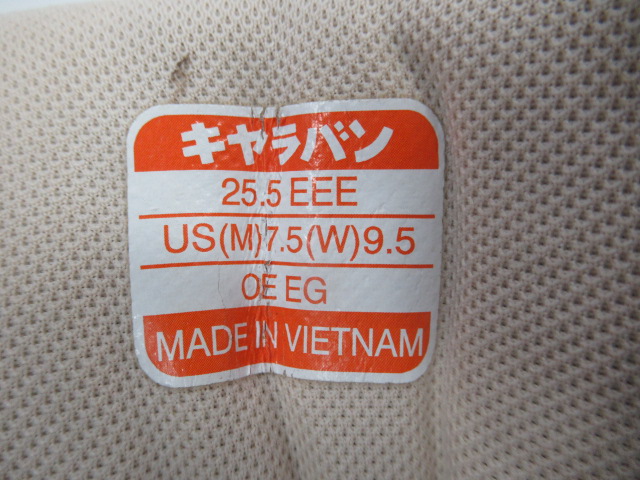 キャラバン
25.5 EEE
US(M)7.5(W)9.5
OE EG
MADE IN VIETNAM